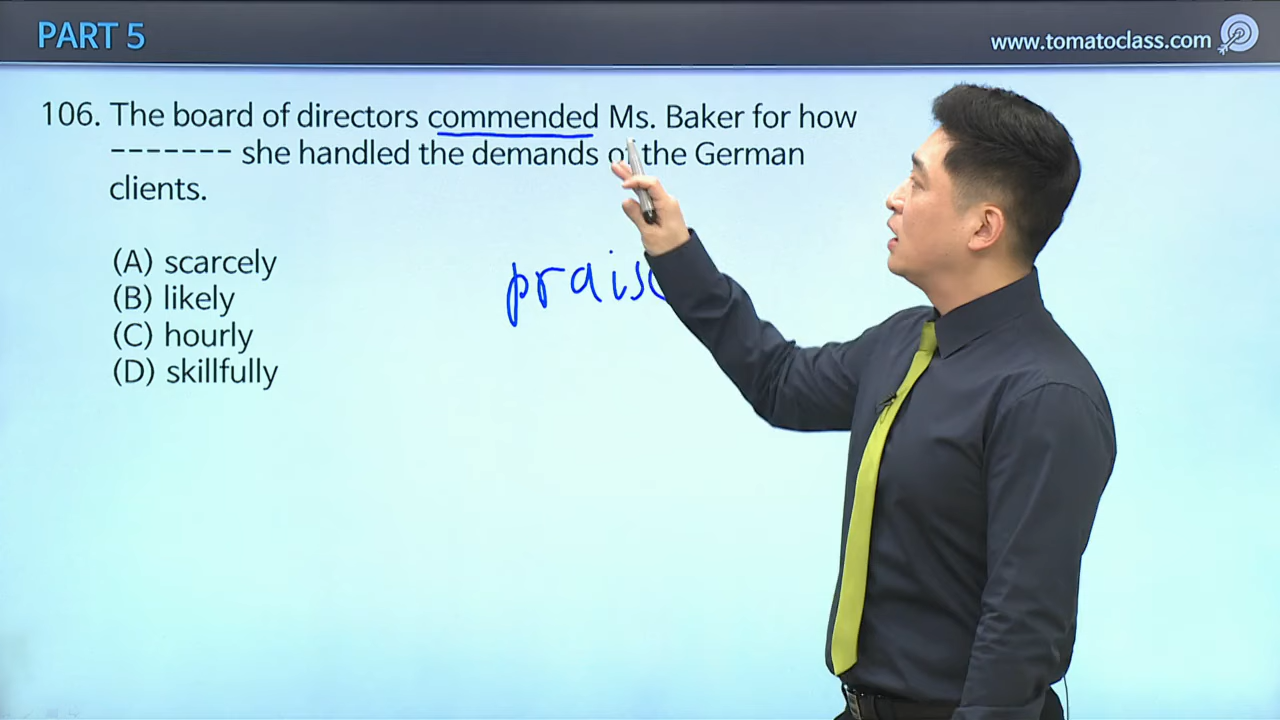 PART 5
www.tomatoclass.com
106. The board of directors commended Ms. Baker for how
------- she handled the demands of the German
clients.
(A) scarcely
(B) likely
(C) hourly
(D) skillfully
praise